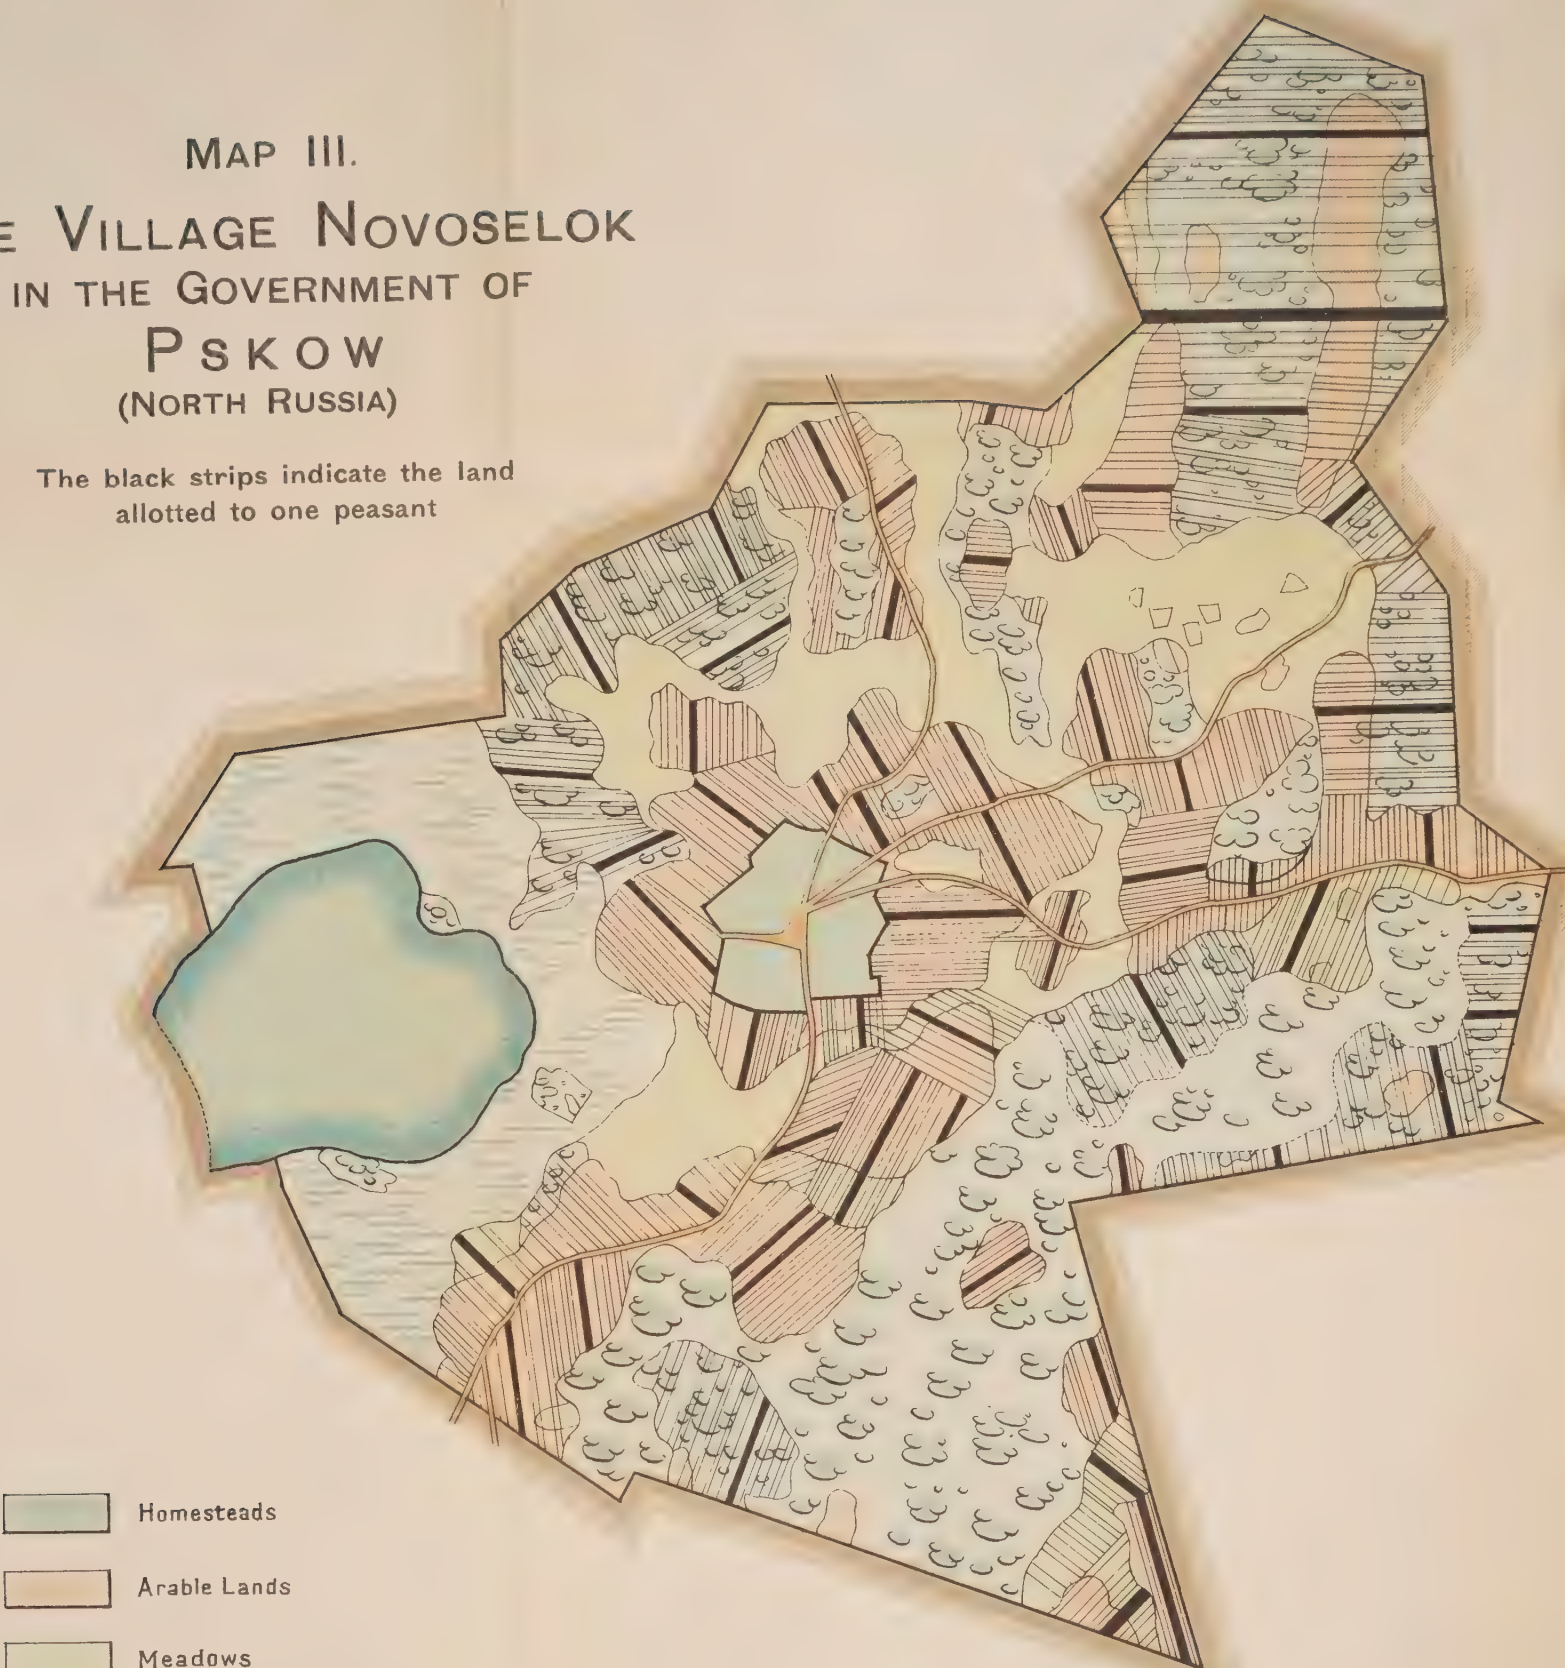 MAP III.
E VILLAGE NOVOSELOK
IN THE GOVERNMENT OF
PSKOW
(NORTH RUSSIA)
The black strips indicate the land
allotted to one peasant
Homesteads
Arable Lands
Meadows